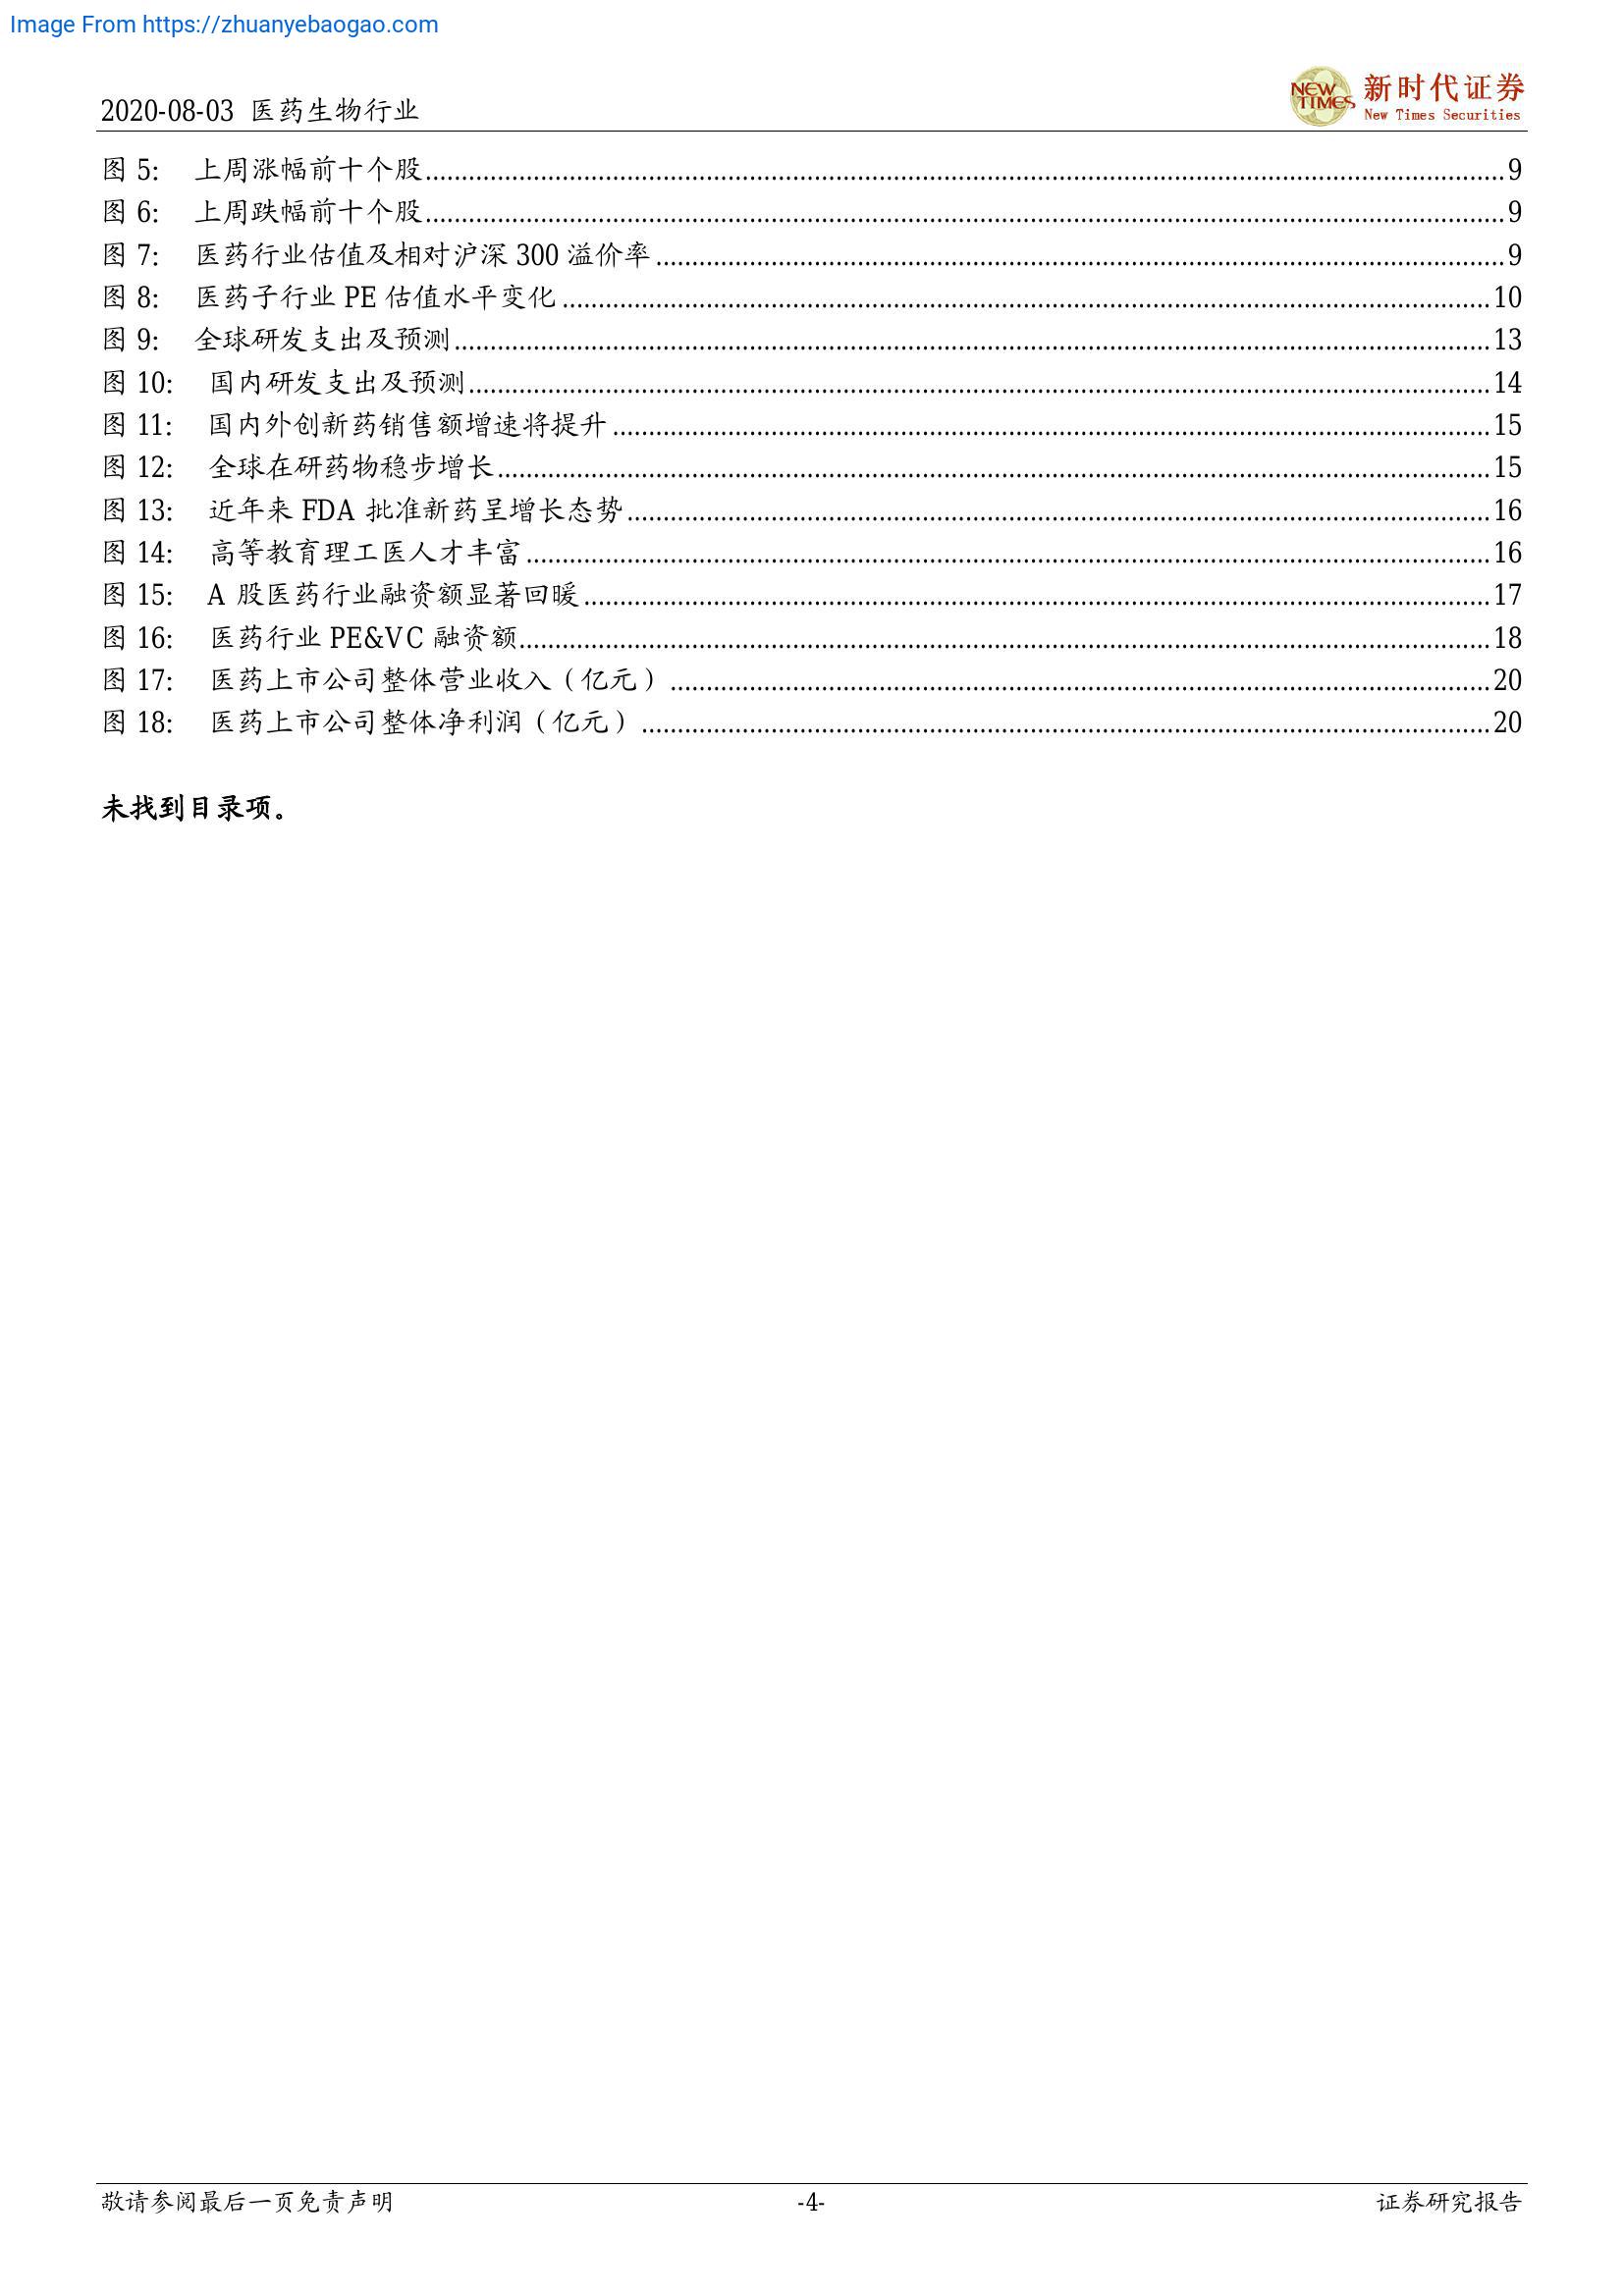 Image From https://zhuanyebaogao.com
2020-08-03 医药生物行业
NEW TIMES
新时代证券
New Times Securities
图 5: 上周涨幅前十个股 9
图 6: 上周跌幅前十个股 9
图 7: 医药行业估值及相对沪深 300 溢价率 9
图 8: 医药子行业 PE 估值水平变化 10
图 9: 全球研发支出及预测 13
图 10: 国内研发支出及预测 14
图 11: 国内外创新药销售额增速将提升 15
图 12: 全球在研药物稳步增长 15
图 13: 近年来 FDA 批准新药呈增长态势 16
图 14: 高等教育理工医人才丰富 16
图 15: A 股医药行业融资额显著回暖 17
图 16: 医药行业 PE&VC 融资额 18
图 17: 医药上市公司整体营业收入（亿元） 20
图 18: 医药上市公司整体净利润（亿元） 20
未找到目录项。
敬请参阅最后一页免责声明 -4- 证券研究报告